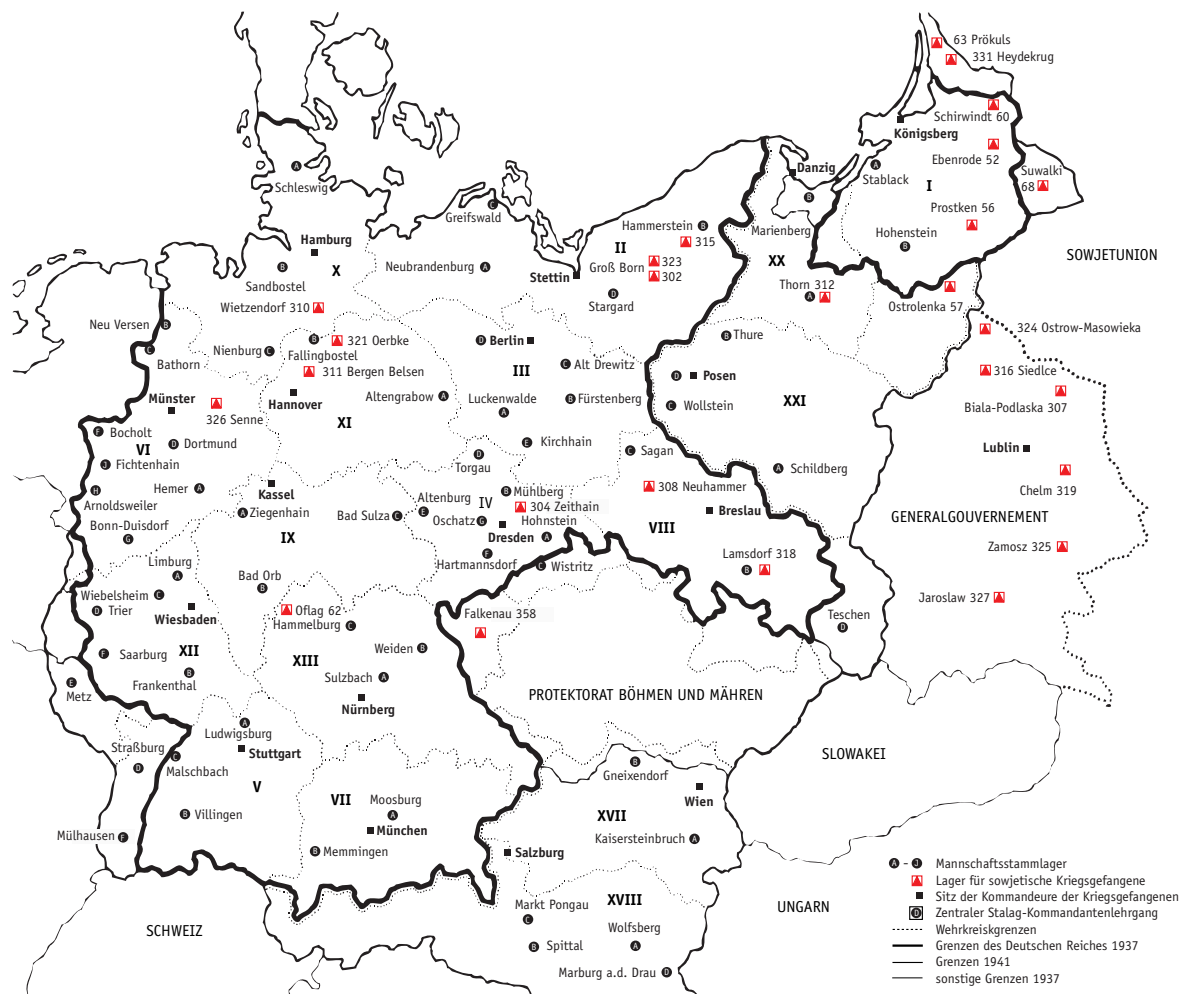 63 Prökuls
331 Heydekrug
Schirwindt 60
Königsberg
Ebenrode 52
A
Stablack
I
Suwalki
68
Prostken 56
Hohenstein
B
SOWJETUNION
Danzig
B
Marienberg
XX
Thorn 312
A
Ostrolenka 57
A
Schleswig
Greifswald
C
Hamburg
B
Sandbostel
X
Neubrandenburg
A
Wietzendorf 310
Hammerstein
B
315
II
Groß Born
323
302
Stettin
D
Stargard
Neu Versen
B
C
Bathorn
Nienburg
C
B
321 Oerbke
Fallingbostel
311 Bergen Belsen
Hannover
Altengrabow
A
XI
D
Berlin
III
C
Alt Drewitz
Luckenwalde
A
B
Fürstenberg
E
Kirchhain
B
Thure
D
Posen
C
Wollstein
XXI
A
Schildberg
324 Ostrow-Masowieka
316 Siedlce
Biala-Podlaska 307
Lublin
Chelm
319
GENERALGOUVERNEMENT
Zamosz 325
Jaroslaw 327
Münster
326 Senne
F
Bocholt
VI
D
Dortmund
J
Fichtenhain
H
Arnoldsweiler
Hemer
A
Bonn-Duisdorf
G
Kassel
A
Ziegenhain
IX
Bad Sulza
C
Torgau
D
Altenburg
E
IV
B
Mühlberg
304 Zeithain
Oschatz
G
Hohnstein
Dresden
A
F
Hartmannsdorf
C
Wistritz
C
Sagan
308 Neuhammer
Breslau
VIII
Lamsdorf 318
B
Teschen
D
Limburg
A
Wiebelsheim
C
D
Trier
Wiesbaden
Bad Orb
B
Oflag 62
Hammelburg
C
F
Saarburg
XII
B
Frankenthal
E
Metz
XIII
Weiden
B
Sulzbach
A
Nürnberg
Falkenau 358
PROTEKTORAT BÖHMEN UND MÄHREN
SLOWAKEI
A
Ludwigsburg
Stuttgart
Straßburg
D
C
Malschbach
V
B
Villingen
Mülhausen
F
VII
Moosburg
A
München
B
Memmingen
B
Gneixendorf
Wien
XVII
Kaisersteinbruch
A
Salzburg
XVIII
Markt Pongau
C
Wolfsberg
A
B
Spittal
Marburg a.d. Drau
D
SCHWEIZ
UNGARN
A - J Mannschaftsstammlager
Lager für sowjetische Kriegsgefangene
Sitz der Kommandeure der Kriegsgefangenen
D Zentraler Stalag-Kommandantenlehrgang
Wehrkreiskgrenzen
Grenzen des Deutschen Reiches 1937
Grenzen 1941
sonstige Grenzen 1937